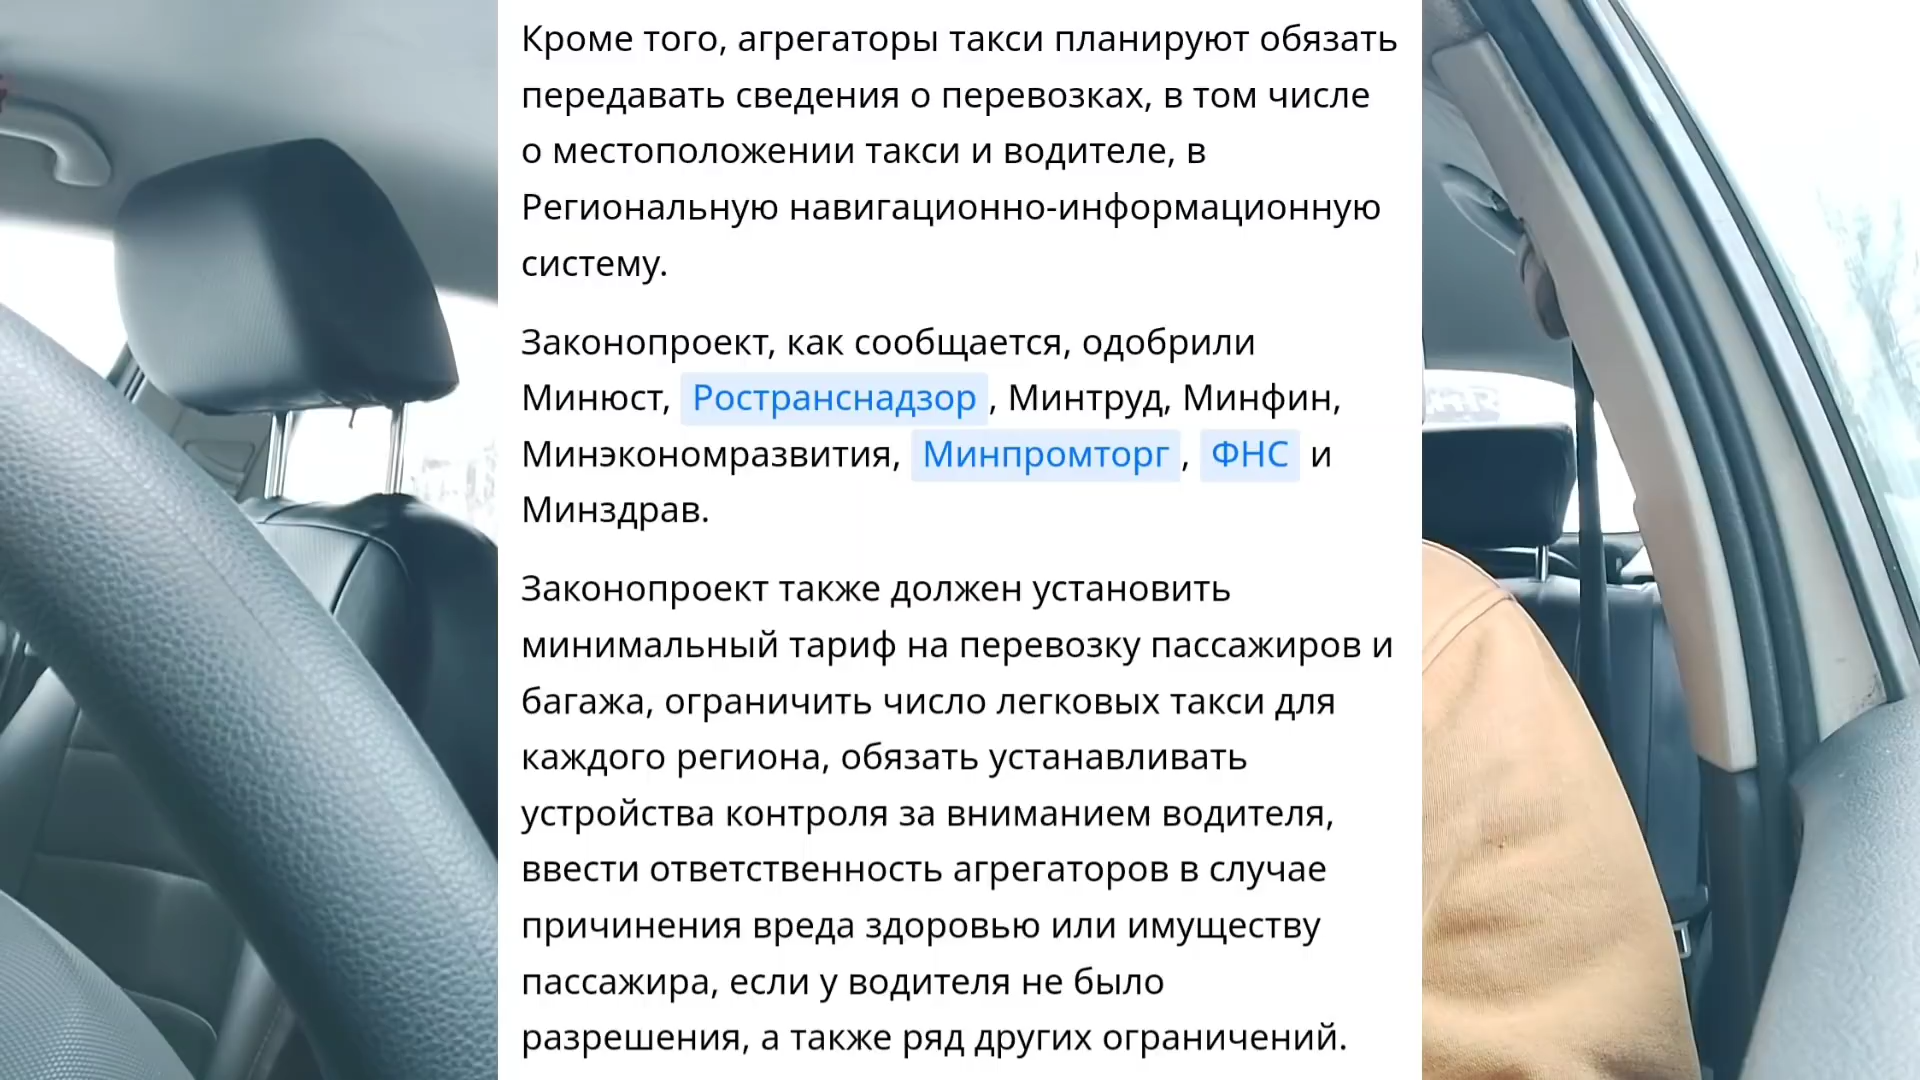 Кроме того, агрегаторы такси планируют обязать
передавать сведения о перевозках, в том числе
о местоположении такси и водителе, в
Региональную навигационно-информационную
систему.
Законопроект, как сообщается, одобрили
Минюст, Ространснадзор, Минтруд, Минфин,
Минэкономразвития, Минпромторг, ФНС и
Минздрав.
Законопроект также должен установить
минимальный тариф на перевозку пассажиров и
багажа, ограничить число легковых такси для
каждого региона, обязать устанавливать
устройства контроля за вниманием водителя,
ввести ответственность агрегаторов в случае
причинения вреда здоровью или имуществу
пассажира, если у водителя не было
разрешения, а также ряд других ограничений.